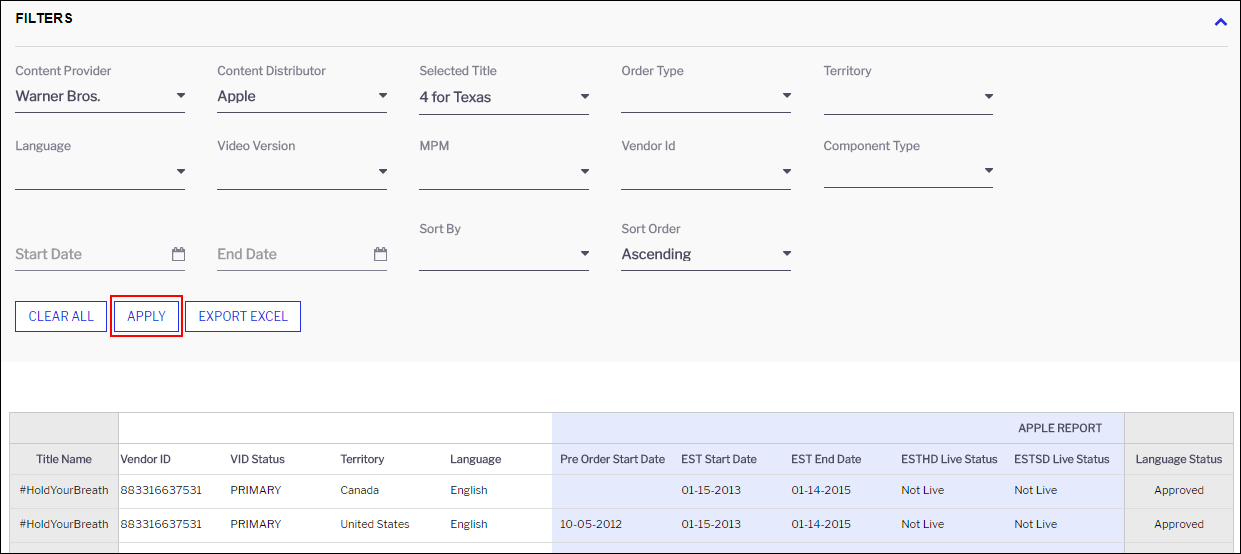 FILTERS
Content Provider Content Distributor Selected Title Order Type Territory
Warner Bros. Apple 4 for Texas
Language Video Version MPM Vendor Id Component Type
Sort By Sort Order
Start Date End Date Ascending
CLEAR ALL APPLY EXPORT EXCEL
APPLE REPORT
Title Name Vendor ID VID Status Territory Language Pre Order Start Date EST Start Date EST End Date ESTHD Live Status ESTSD Live Status Language Status
#HoldYourBreath 883316637531 PRIMARY Canada English 01-15-2013 01-14-2015 Not Live Not Live Approved
#HoldYourBreath 883316637531 PRIMARY United States English 10-05-2012 01-15-2013 01-14-2015 Not Live Not Live Approved